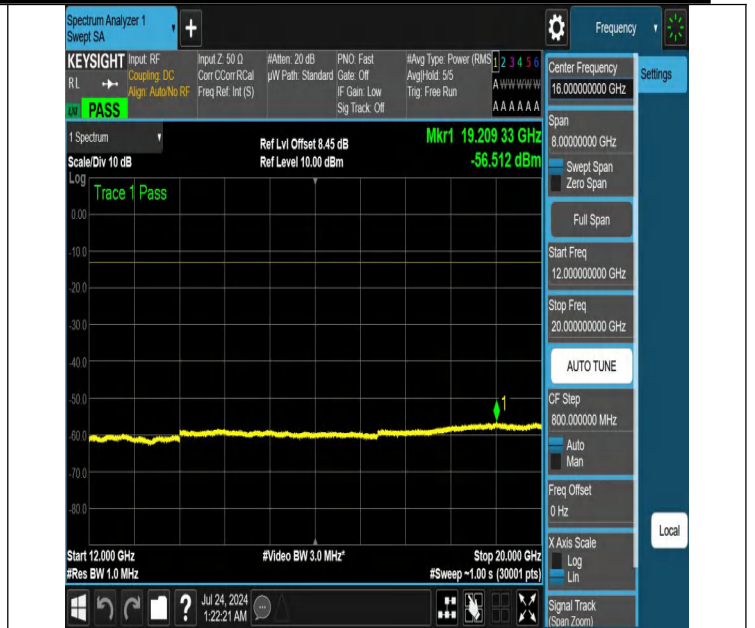 Spectrum Analyzer 1
Swept SA
+
Frequency
KEYSIGHT
RL
PASS
Input: RF
Coupling: DC
Align: Auto/No RF
Input Z: 50 Ω
Corr CCorr RCal
Freq Ref: Int (S)
#Atten: 20 dB
µW Path: Standard
PNO: Fast
Gate: Off
IF Gain: Low
Sig Track: Off
#Avg Type: Power (RMS
Avg|Hold: 5/5
Trig: Free Run
1 2 3 4 5 6
A W W W W W
A A A A A A
Center Frequency
16.000000000 GHz
Settings
1 Spectrum
Scale/Div 10 dB
Ref Lvl Offset 8.45 dB
Ref Level 10.00 dBm
Mkr1 19.209 33 GHz
-56.512 dBm
Span
8.00000000 GHz
Swept Span
Zero Span
Full Span
Start Freq
12.000000000 GHz
Stop Freq
20.000000000 GHz
AUTO TUNE
CF Step
800.000000 MHz
Auto
Man
Freq Offset
0 Hz
X Axis Scale
Log
Lin
Signal Track
(Span Zoom)
Local
Log
Trace 1 Pass
0.00
-10.0
-20.0
-30.0
-40.0
-50.0
-60.0
-70.0
-80.0
1
Start 12.000 GHz
#Res BW 1.0 MHz
#Video BW 3.0 MHz*
Stop 20.000 GHz
#Sweep ~1.00 s (30001 pts)
?
Jul 24, 2024
1:22:21 AM